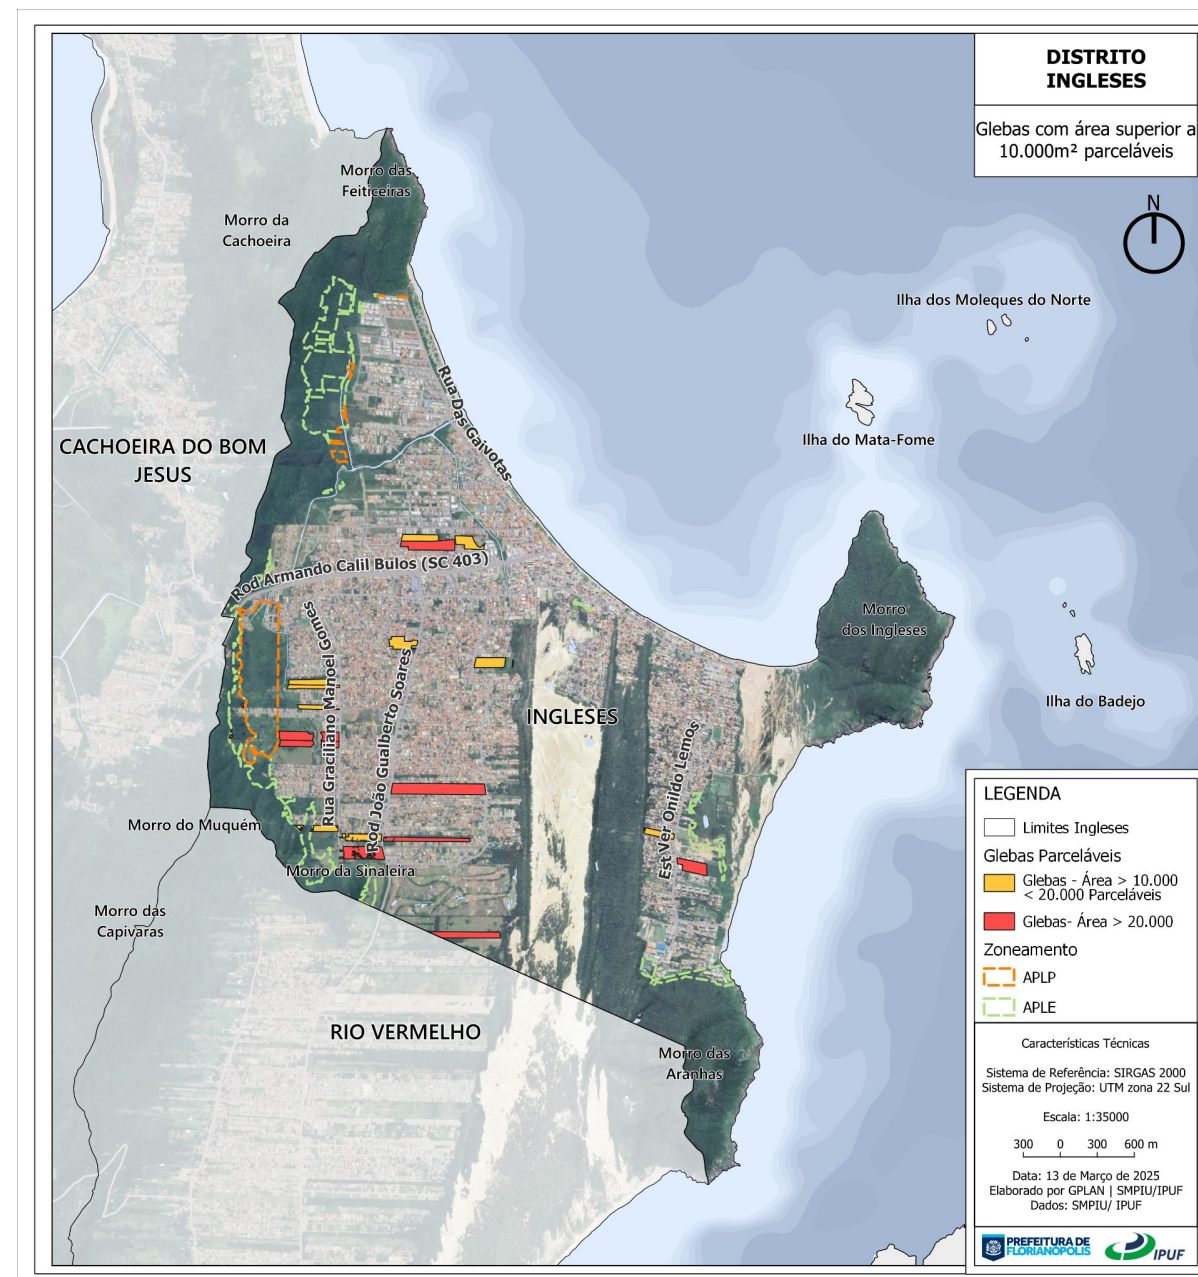 DISTRITO
INGLESES
Glebas com área superior a
10.000m² parceláveis
N
Morro das
Feiticeiras
Morro da
Cachoeira
Ilha dos Moleques do Norte
Rua Das Gaivotas
Ilha do Mata-Fome
CACHOEIRA DO BOM
JESUS
Rod Armando Calil Bulos (SC 403)
Morro
dos Ingleses
Rua Graciliano Manoel Gomes
Rod João Gualberto Soares
Ilha do Badejo
INGLESES
Est Ver Onildo Lemos
Morro do Muquém
Morro da Sinaleira
Morro das
Capivaras
RIO VERMELHO
Morro das
Aranhas
LEGENDA
Limites Ingleses
Glebas Parceláveis
Glebas - Área > 10.000
< 20.000 Parceláveis
Glebas- Área > 20.000
Zoneamento
APLP
APLE
Características Técnicas
Sistema de Referência: SIRGAS 2000
Sistema de Projeção: UTM zona 22 Sul
Escala: 1:35000
300 0 300 600 m
Data: 13 de Março de 2025
Elaborado por GPLAN | SMPIU/IPUF
Dados: SMPIU/ IPUF
PREFEITURA DE
FLORIANÓPOLIS
IPUF